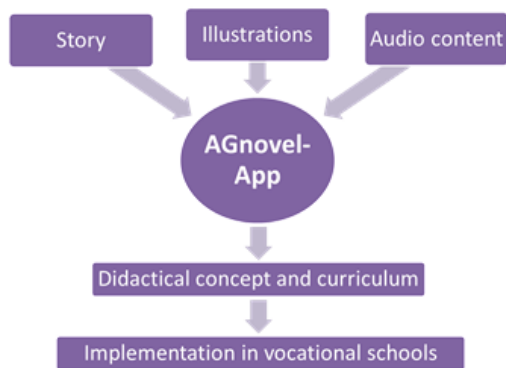 Story
Illustrations
Audio content
AGnovel-
App
Didactical concept and curriculum
Implementation in vocational schools